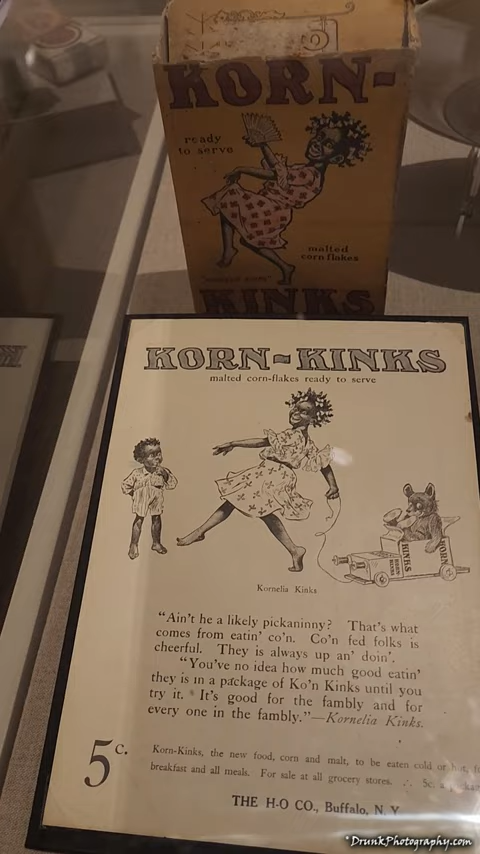 KORN-
ready
to serve
malted
corn flakes
KINKS
KORN-KINKS
malted corn-flakes ready to serve
KORN
KINKS
Kornelia Kinks
"Ain't he a likely pickaninny? That's what
comes from eatin' co'n. Co'n fed folks is
cheerful. They is always up an' doin'.
"You've no idea how much good eatin'
they is in a package of Ko'n Kinks until you
try it. It's good for the fambly and for
every one in the fambly."—Kornelia Kinks.
5c.
Korn-Kinks, the new food, corn and malt, to be eaten cold or hot, for
breakfast and all meals. For sale at all grocery stores. ∴ 5c. a package
THE H-O CO., Buffalo, N. Y.
*DrunkPhotography.com